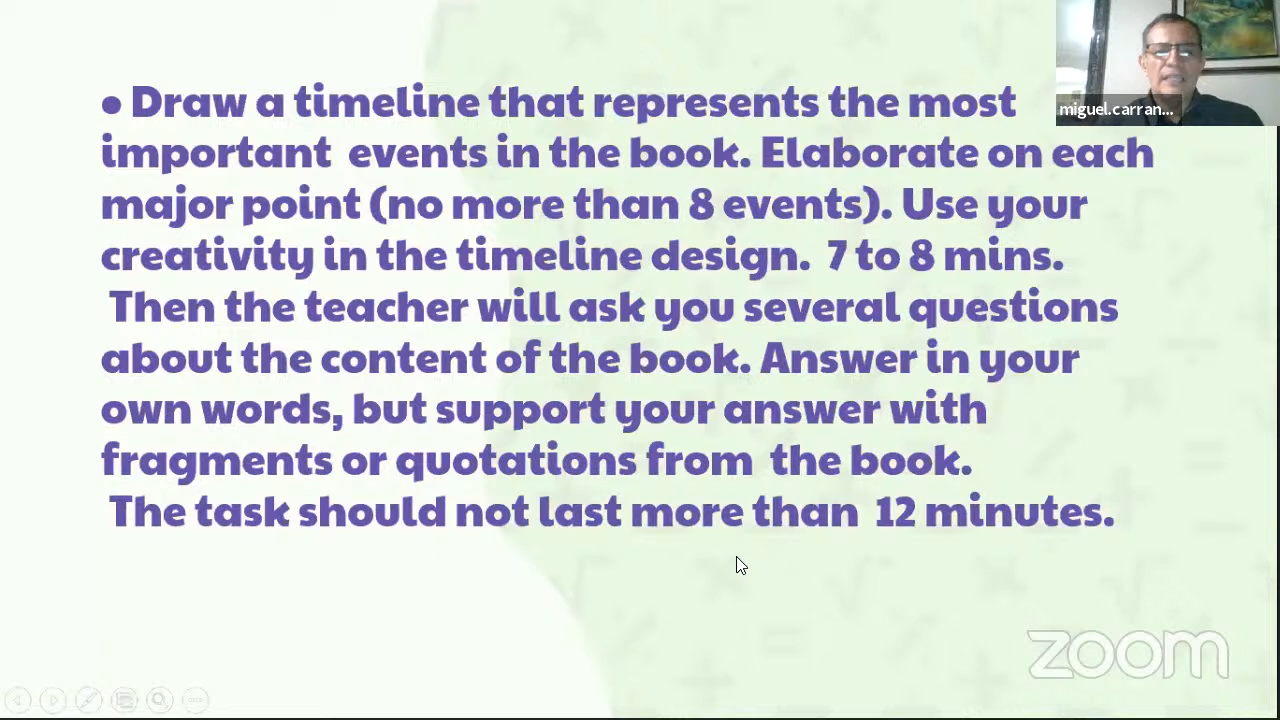 • Draw a timeline that represents the most
important events in the book. Elaborate on each
major point (no more than 8 events). Use your
creativity in the timeline design. 7 to 8 mins.
Then the teacher will ask you several questions
about the content of the book. Answer in your
own words, but support your answer with
fragments or quotations from the book.
The task should not last more than 12 minutes.
miguel.carran...
zoom